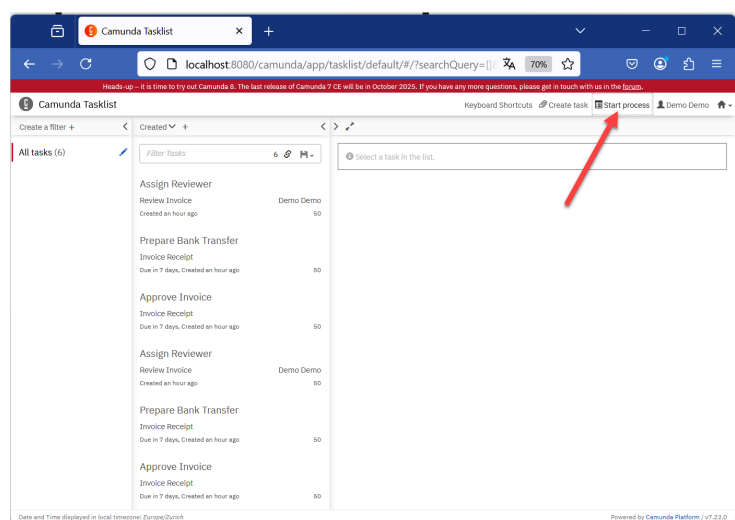 Camunda Tasklist
localhost:8080/camunda/app/tasklist/default/#/?searchQuery=[]
70%
Heads-up – it is time to try out Camunda 8. The last release of Camunda 7 CE will be in October 2025. If you have any more questions, please get in touch with us in the forum.
Camunda Tasklist
Keyboard Shortcuts Create task Start process Demo Demo
Create a filter +
Created +
All tasks (6)
Filter Tasks 6
Select a task in the list.
Assign Reviewer
Review Invoice Demo Demo
Created an hour ago 50
Prepare Bank Transfer
Invoice Receipt
Due in 7 days, Created an hour ago 50
Approve Invoice
Invoice Receipt
Due in 7 days, Created an hour ago 50
Assign Reviewer
Review Invoice Demo Demo
Created an hour ago 50
Prepare Bank Transfer
Invoice Receipt
Due in 7 days, Created an hour ago 50
Approve Invoice
Invoice Receipt
Due in 7 days, Created an hour ago 50
Date and Time displayed in local timezone: Europe/Zurich
Powered by Camunda Platform / v7.22.0